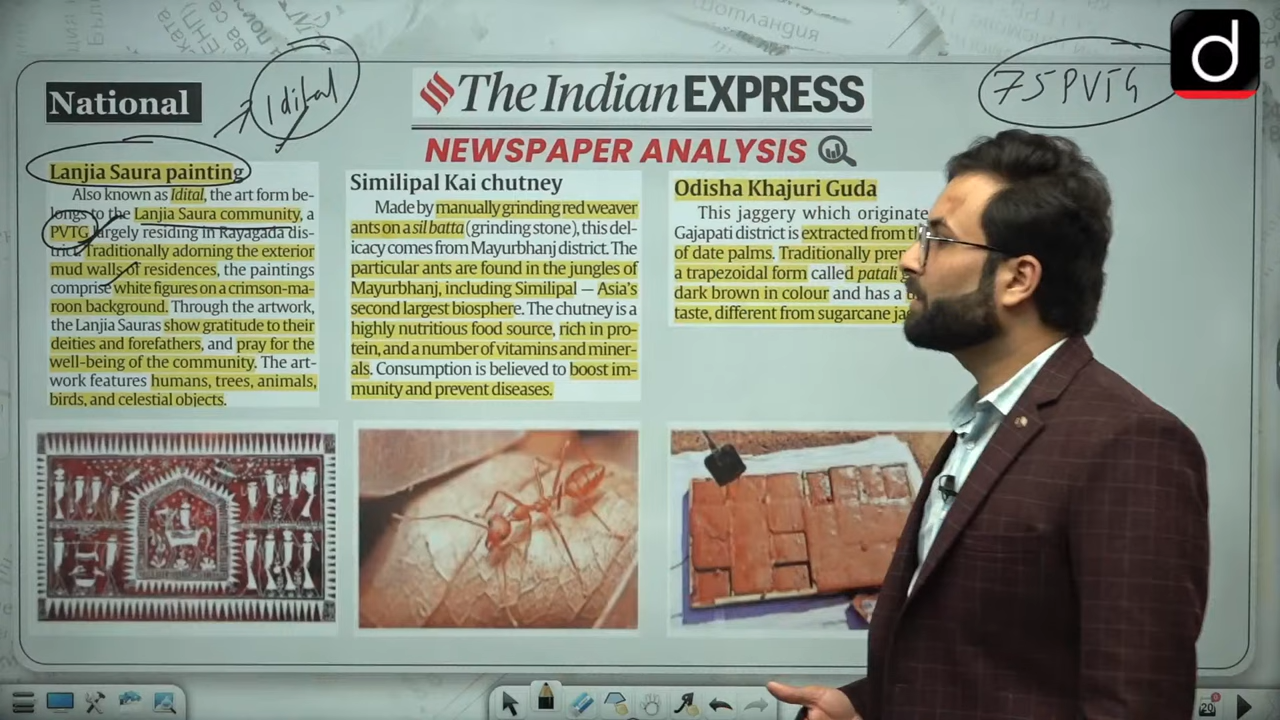 National
1 dital
The Indian EXPRESS
75 PVTG
d
NEWSPAPER ANALYSIS
Lanjia Saura painting
Also known as Idital, the art form be-
longs to the Lanjia Saura community, a
PVTG largely residing in Rayagada dis-
trict. Traditionally adorning the exterior
mud walls of residences, the paintings
comprise white figures on a crimson-ma-
roon background. Through the artwork,
the Lanjia Sauras show gratitude to their
deities and forefathers, and pray for the
well-being of the community. The art-
work features humans, trees, animals,
birds, and celestial objects.
Similipal Kai chutney
Made by manually grinding red weaver
ants on a sil batta (grinding stone), this del-
icacy comes from Mayurbhanj district. The
particular ants are found in the jungles of
Mayurbhanj, including Similipal — Asia's
second largest biosphere. The chutney is a
highly nutritious food source, rich in pro-
tein, and a number of vitamins and miner-
als. Consumption is believed to boost im-
munity and prevent diseases.
Odisha Khajuri Guda
This jaggery which originate
Gajapati district is extracted from t
of date palms. Traditionally pre
a trapezoidal form called patali
dark brown in colour and has a
taste, different from sugarcane ja
20